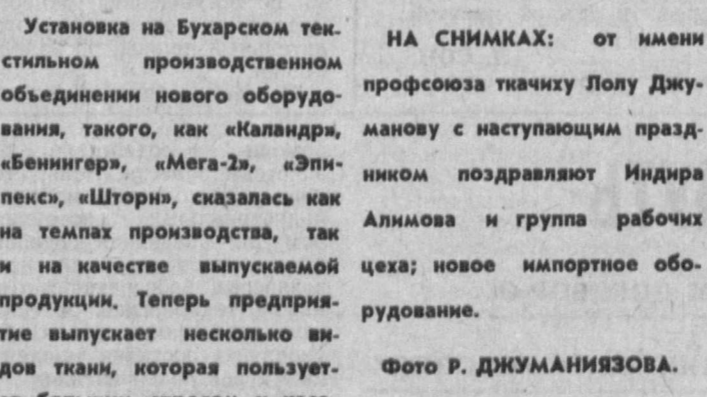 Установка на Бухарском тек-
стильном производственном
объединении нового оборудо-
вания, такого, как «Каландр»,
«Бенингер», «Мега-2», «Эпи-
пекс», «Шторн», сказалась как
на темпах производства, так
и на качестве выпускаемой
продукции. Теперь предприя-
тие выпускает несколько ви-
дов ткани, которая пользует-
НА СНИМКАХ: от имени
профсоюза ткачиху Лолу Джу-
манову с наступающим празд-
ником поздравляют Индира
Алимова и группа рабочих
цеха; новое импортное обо-
рудование.
Фото Р. ДЖУМАНИЯЗОВА.